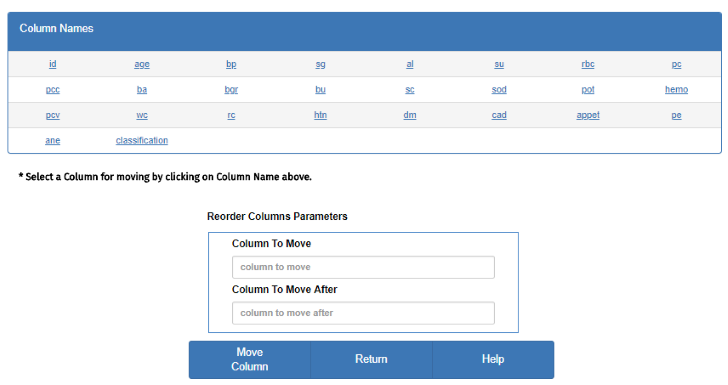 Column Names
id age bp sg al su rbc pc
pcc ba bgr bu sc sod pot hemo
pcv wc rc htn dm cad appet pe
ane classification
* Select a Column for moving by clicking on Column Name above.
Reorder Columns Parameters
Column To Move
column to move
Column To Move After
column to move after
Move Column Return Help